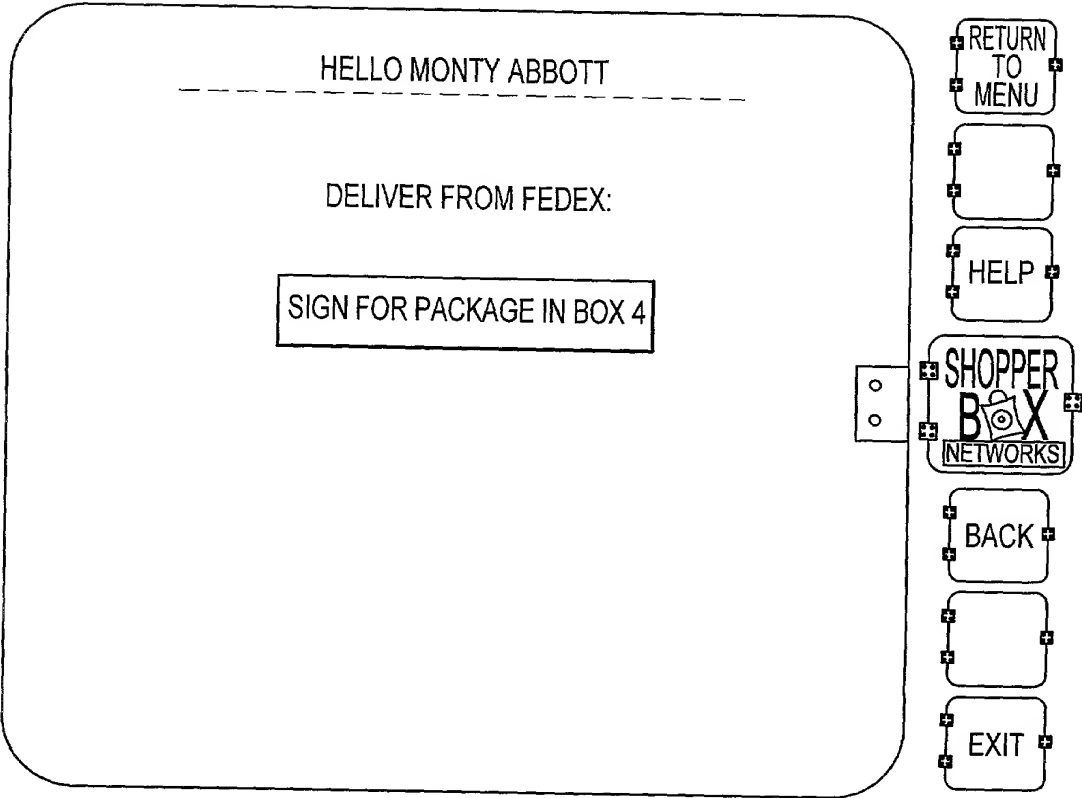 HELLO MONTY ABBOTT
DELIVER FROM FEDEX:
SIGN FOR PACKAGE IN BOX 4
RETURN
TO
MENU
HELP
SHOPPER
BOX
NETWORKS
BACK
EXIT